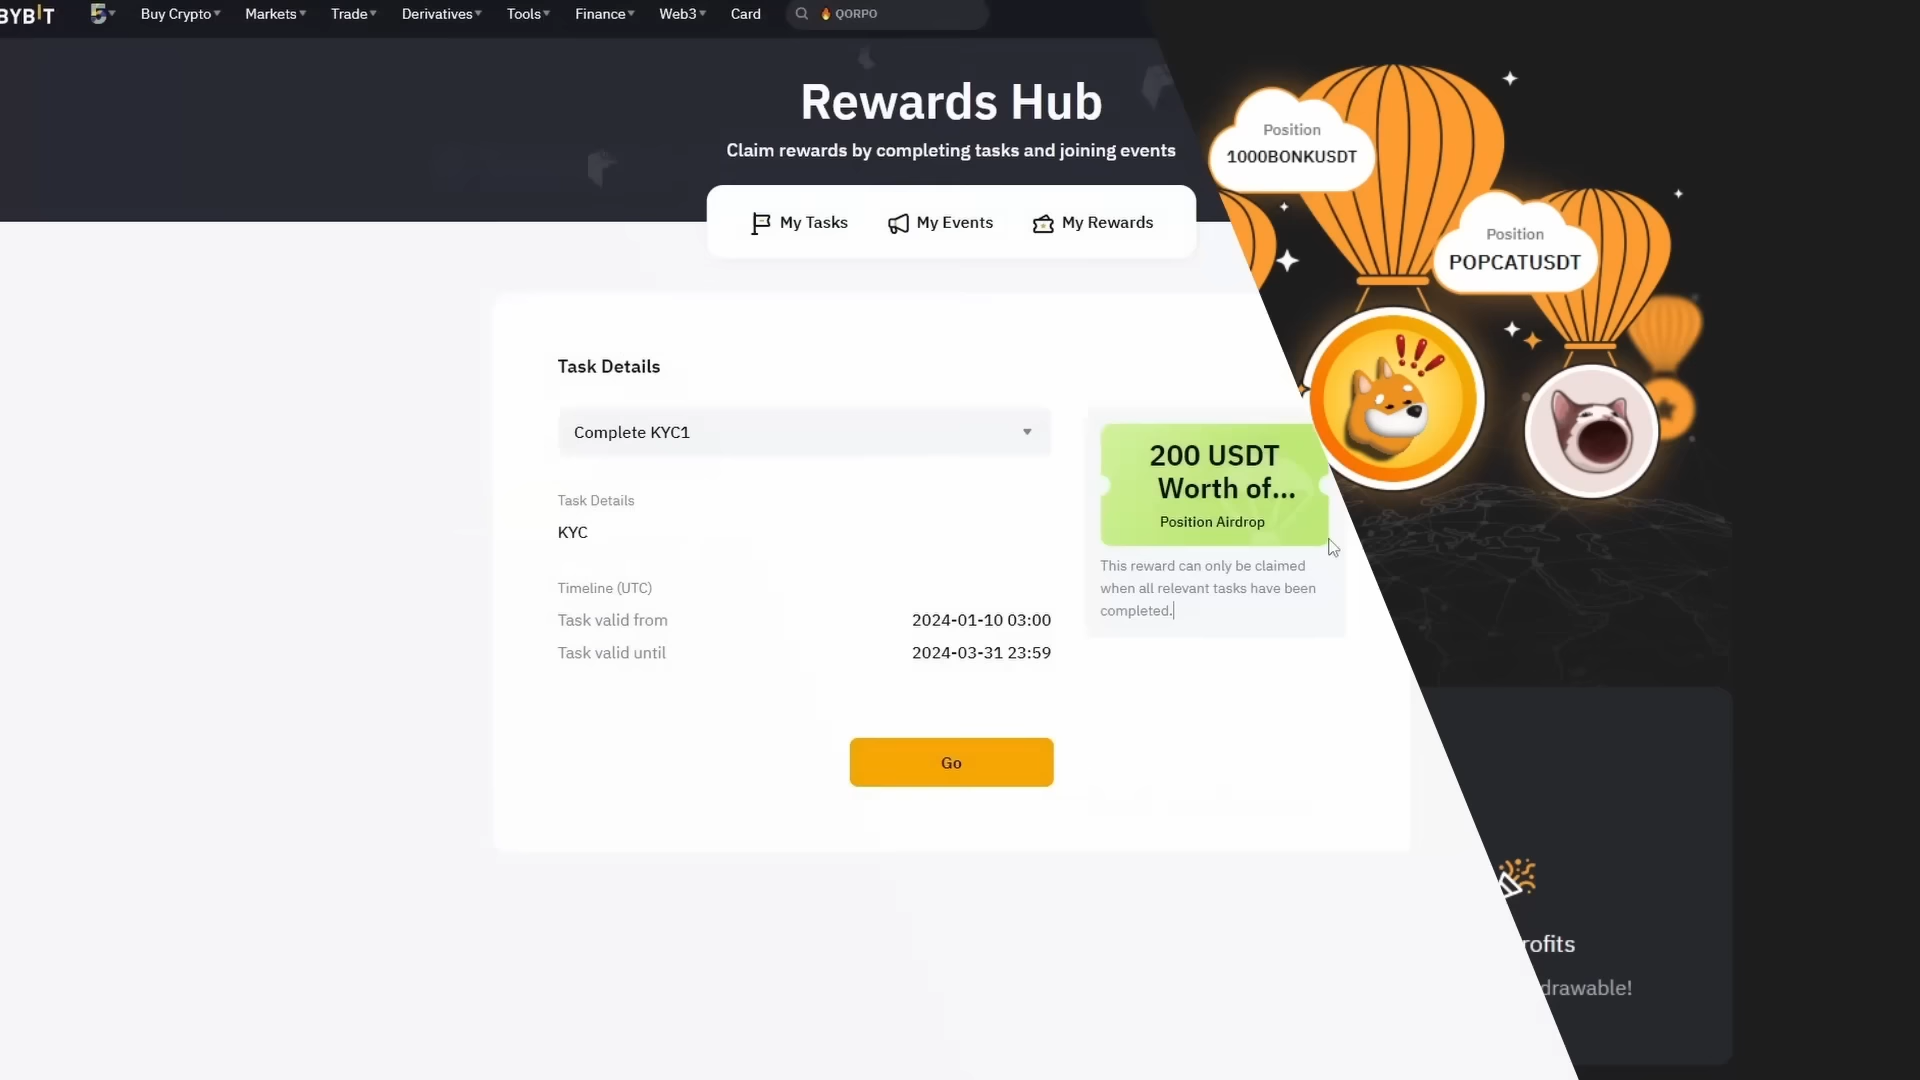 BYBIT
Buy Crypto
Markets
Trade
Derivatives
Tools
Finance
Web3
Card
QORPO
Rewards Hub
Claim rewards by completing tasks and joining events
My Tasks
My Events
My Rewards
Position
1000BONKUSDT
Position
POPCATUSDT
Task Details
Complete KYC1
200 USDT
Worth of...
Position Airdrop
This reward can only be claimed
when all relevant tasks have been
completed.
Task Details
KYC
Timeline (UTC)
Task valid from 2024-01-10 03:00
Task valid until 2024-03-31 23:59
Go
rofits
drawable!